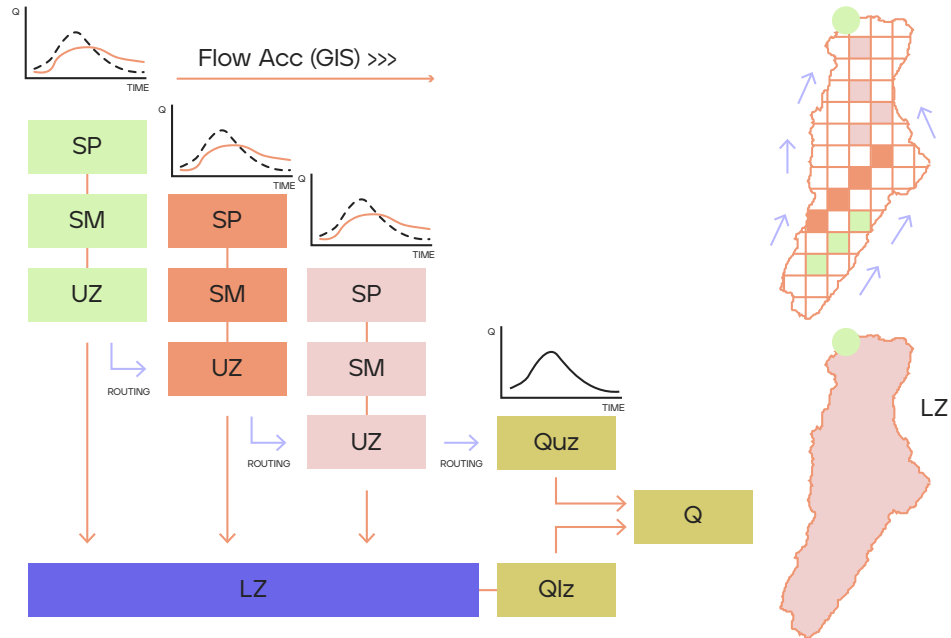 Q
TIME
Flow Acc (GIS) >>>
Q
TIME
Q
TIME
SP
SM
UZ
ROUTING
SP
SM
UZ
ROUTING
SP
SM
UZ
ROUTING
Q
TIME
Quz
Q
LZ
Qlz
LZ